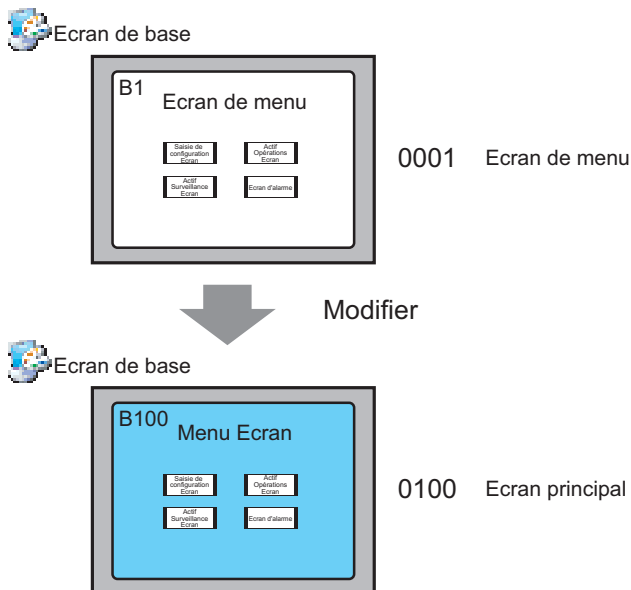 Ecran de base
B1
Ecran de menu
Saisie de
configuration
Ecran
Actif
Opérations
Ecran
Actif
Surveillance
Ecran
Ecran d'alarme
0001 Ecran de menu
Modifier
Ecran de base
B100
Menu Ecran
Saisie de
configuration
Ecran
Actif
Opérations
Ecran
Actif
Surveillance
Ecran
Ecran d'alarme
0100 Ecran principal